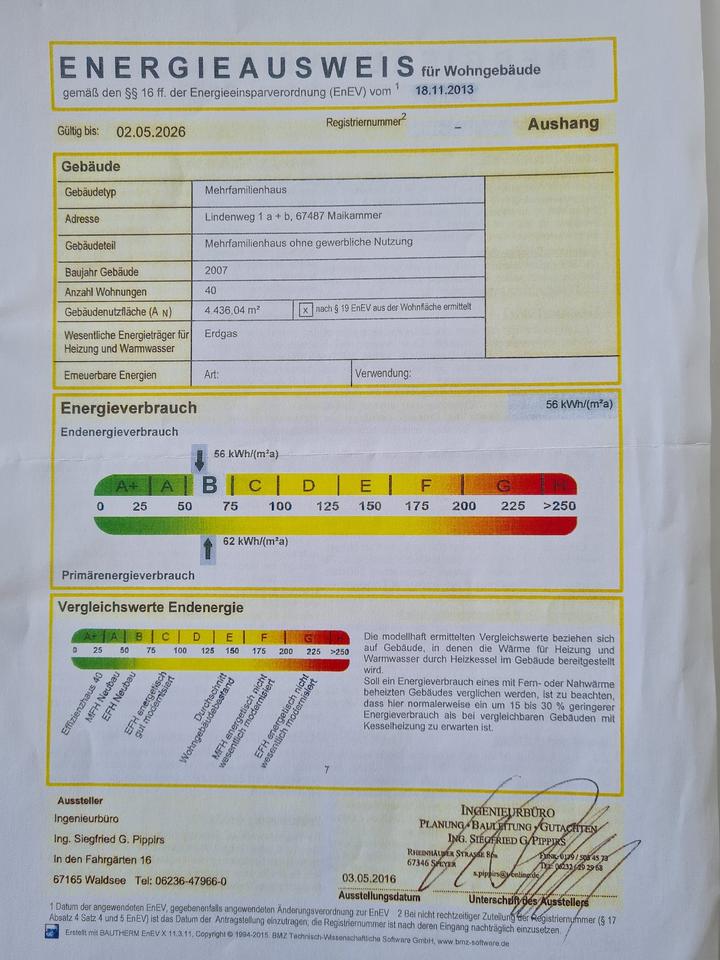 ENERGIEAUSWEIS für Wohngebäude
gemäß den §§ 16 ff. der Energieeinsparverordnung (EnEV) vom 1 18.11.2013
Gültig bis: 02.05.2026 Registriernummer2 – Aushang
Gebäude
Gebäudetyp Mehrfamilienhaus
Adresse Lindenweg 1 a + b, 67487 Maikammer
Gebäudeteil Mehrfamilienhaus ohne gewerbliche Nutzung
Baujahr Gebäude 2007
Anzahl Wohnungen 40
Gebäudenutzfläche (A N) 4.436,04 m² x nach § 19 EnEV aus der Wohnfläche ermittelt
Wesentliche Energieträger für Erdgas
Heizung und Warmwasser
Erneuerbare Energien Art: Verwendung:
Energieverbrauch 56 kWh/(m²a)
Endenergieverbrauch
56 kWh/(m²a)
A+ A B C D E F G H
0 25 50 75 100 125 150 175 200 225 >250
62 kWh/(m²a)
Primärenergieverbrauch
Vergleichswerte Endenergie
A+ A B C D E F G H
0 25 50 75 100 125 150 175 200 225 >250
Effizienzhaus 40
MFH Neubau
EFH Neubau
EFH energetisch
gut modernisiert
Durchschnitt
Wohngebäudebestand
MFH energetisch nicht
wesentlich modernisiert
EFH energetisch nicht
wesentlich modernisiert
7
Die modellhaft ermittelten Vergleichswerte beziehen sich
auf Gebäude, in denen die Wärme für Heizung und
Warmwasser durch Heizkessel im Gebäude bereitgestellt
wird.
Soll ein Energieverbrauch eines mit Fern- oder Nahwärme
beheizten Gebäudes verglichen werden, ist zu beachten,
dass hier normalerweise ein um 15 bis 30 % geringerer
Energieverbrauch als bei vergleichbaren Gebäuden mit
Kesselheizung zu erwarten ist.
Aussteller
Ingenieurbüro
Ing. Siegfried G. Pippirs
In den Fahrgärten 16
67165 Waldsee Tel: 06236-47966-0
INGENIEURBÜRO
PLANUNG • BAULEITUNG • GUTACHTEN
ING. SIEGFRIED G. PIPPIRS
RHEINHÄUSER STRASSE
67346 SPEYER
TEL: 06232 / 29 29 68
03.05.2016
Ausstellungsdatum Unterschrift des Ausstellers
1 Datum der angewendeten EnEV, gegebenenfalls angewendeten Änderungsverordnung zur EnEV 2 Bei nicht rechtzeitiger Zuteilung der Registriernummer (§ 17
Absatz 4 Satz 4 und 5 EnEV) ist das Datum der Antragstellung einzutragen, die Registriernummer ist nach deren Eingang nachträglich einzusetzen.
Erstellt mit BAUTHERM EnEV X 11.3.11, Copyright © 1994-2015. BMZ Technisch-Wissenschaftliche Software GmbH, www.bmz-software.de